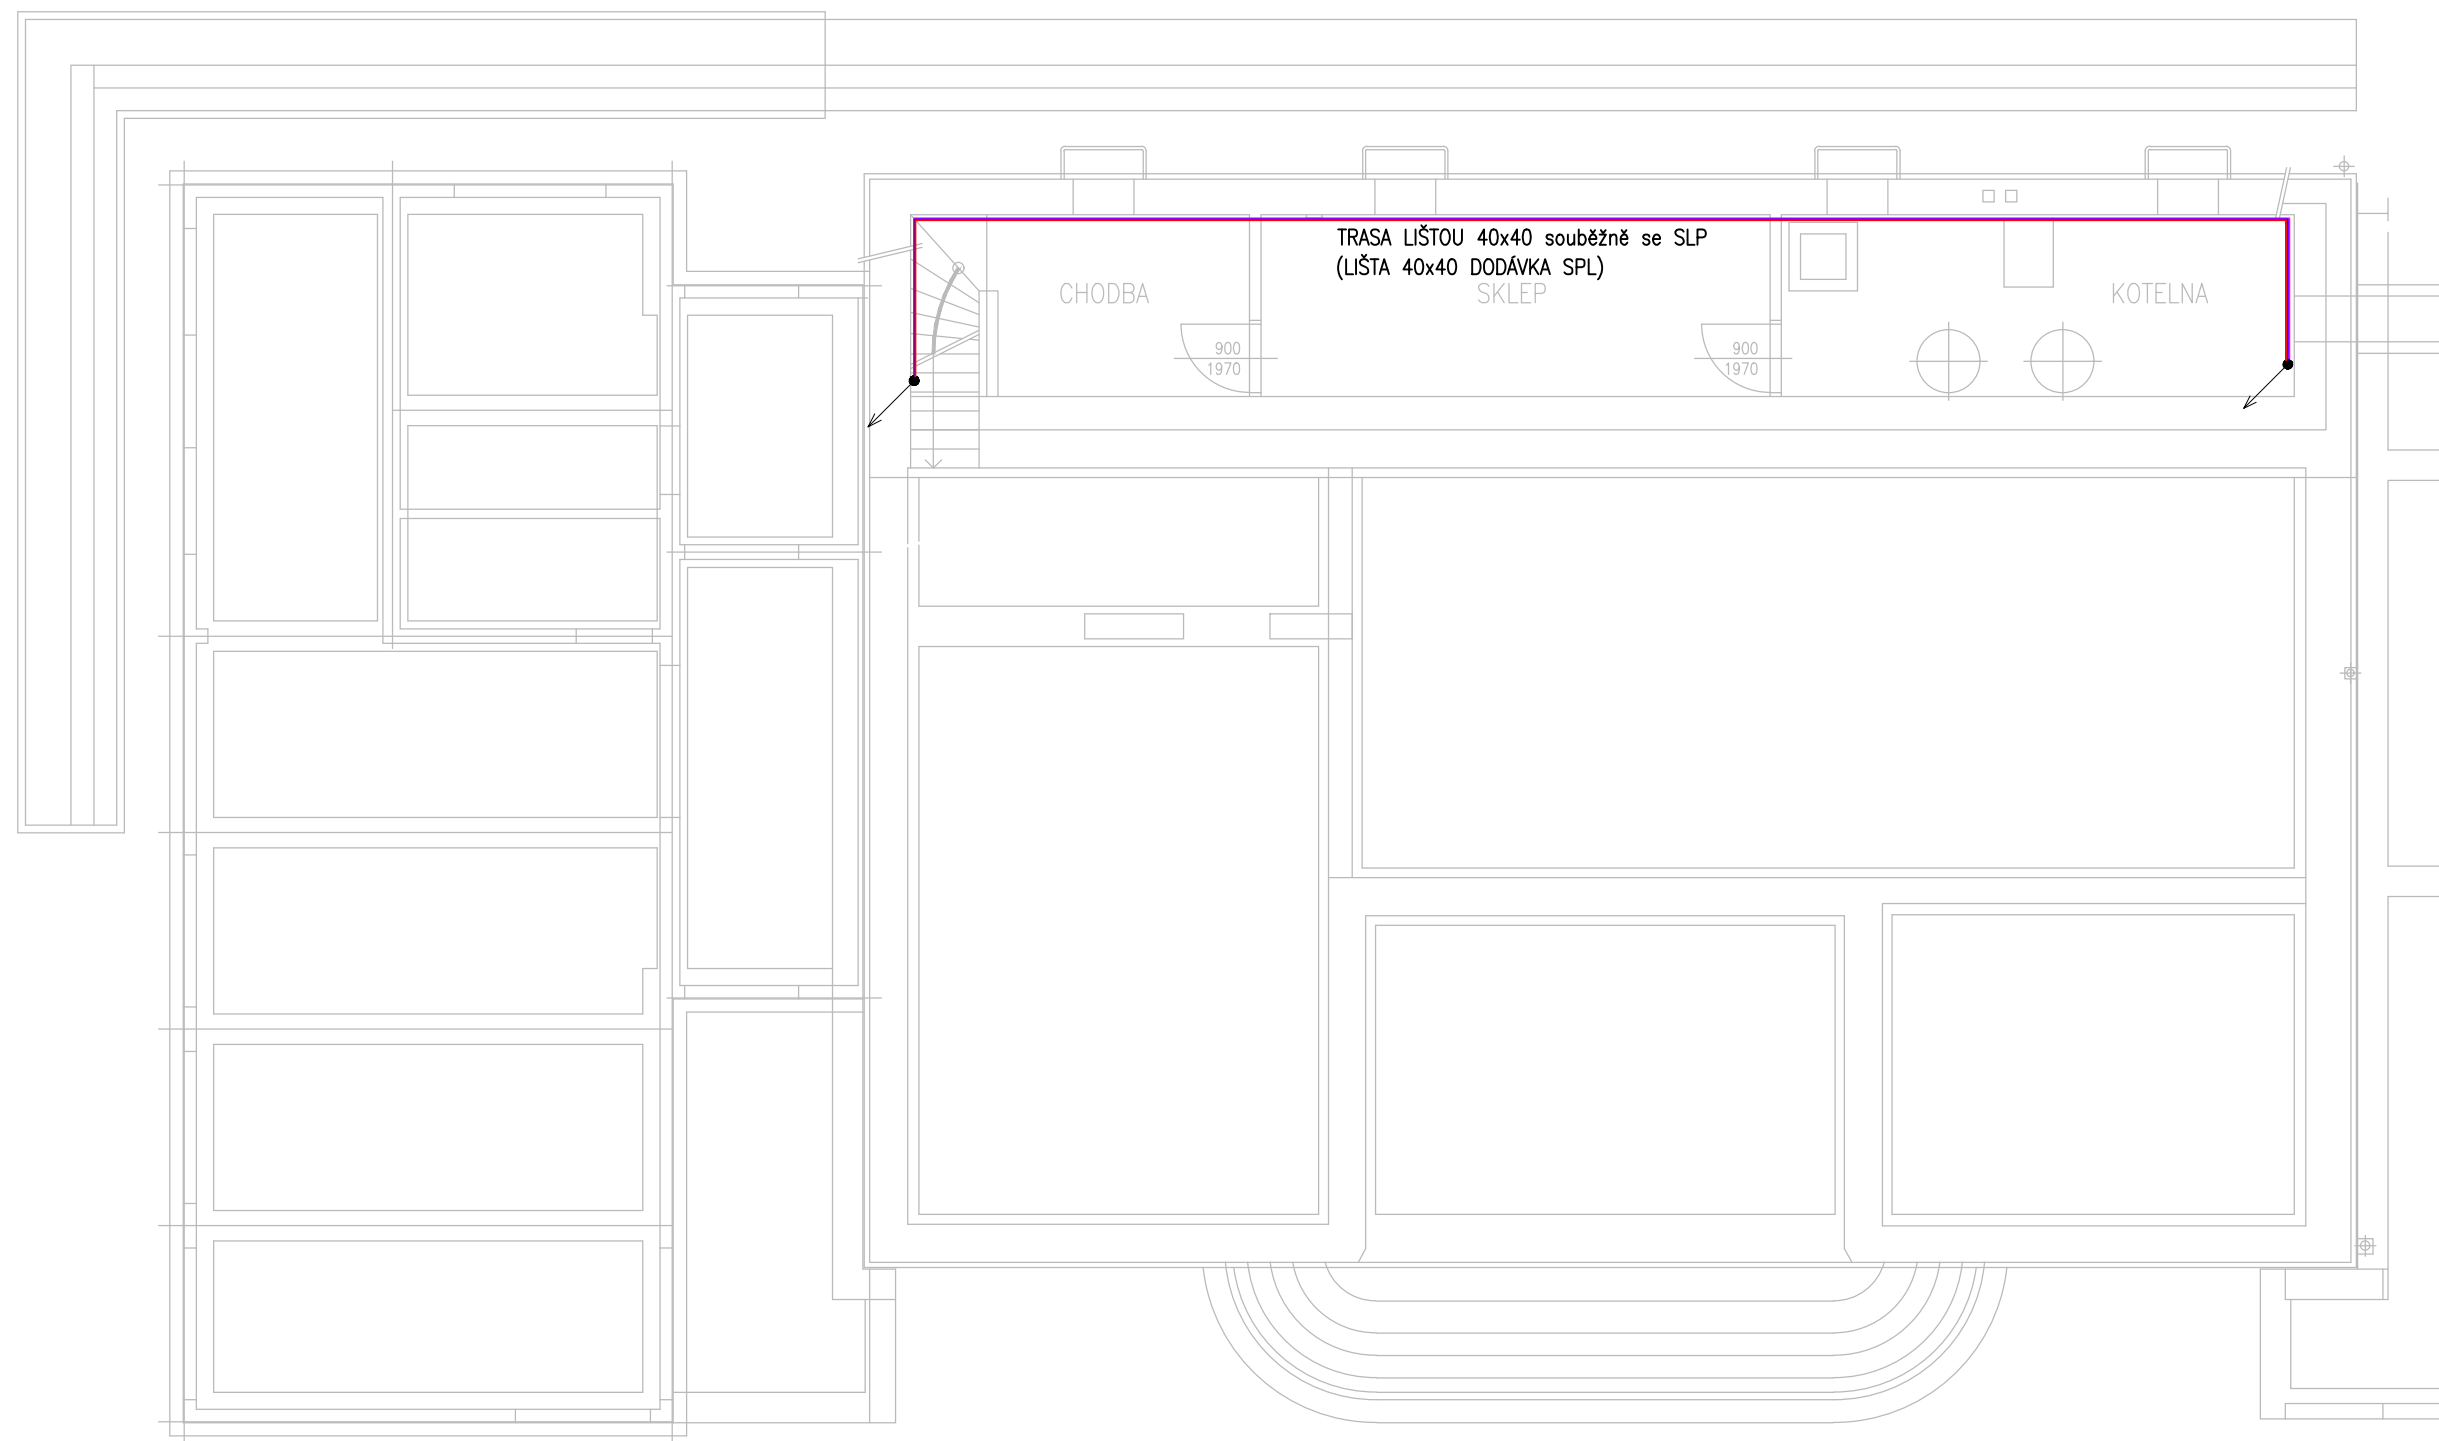 TRASA LIŠTOU 40x40 souběžně se SLP
(LIŠTA 40x40 DODÁVKA SPL)
CHODBA
SKLEP
KOTELNA
900
1970
900
1970